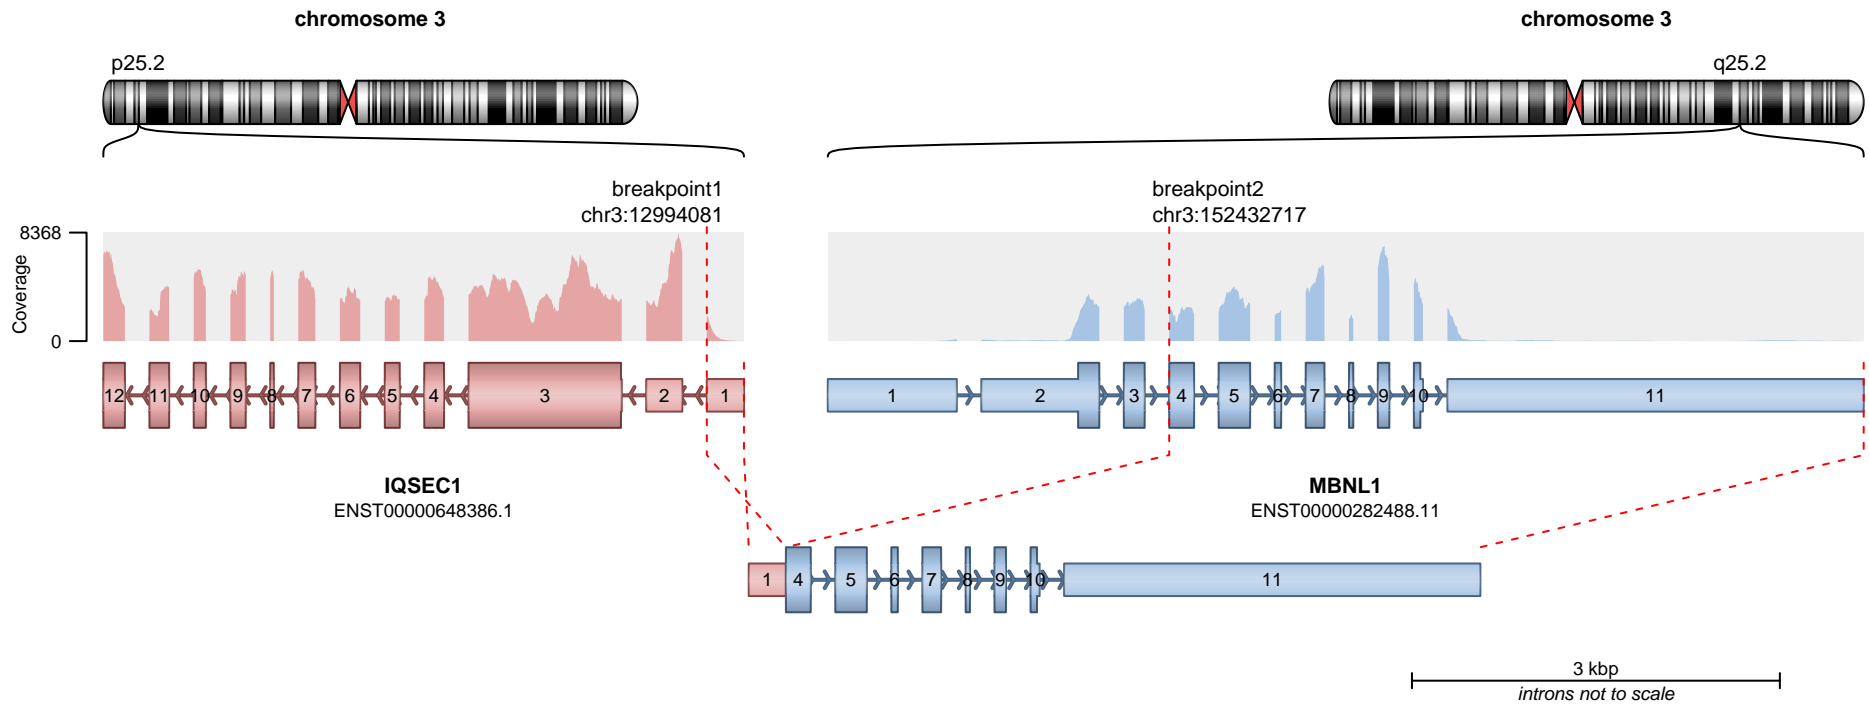 chromosome 3
chromosome 3
p25.2
q25.2
breakpoint1
chr3:12994081
breakpoint2
chr3:152432717
8368
Coverage
0
12 11 10 9 8 7 6 5 4 3 2 1
1 2 3 4 5 6 7 8 9 10 11
IQSEC1
ENST00000648386.1
MBNL1
ENST00000282488.11
1 4 5 6 7 8 9 10 11
3 kbp
introns not to scale